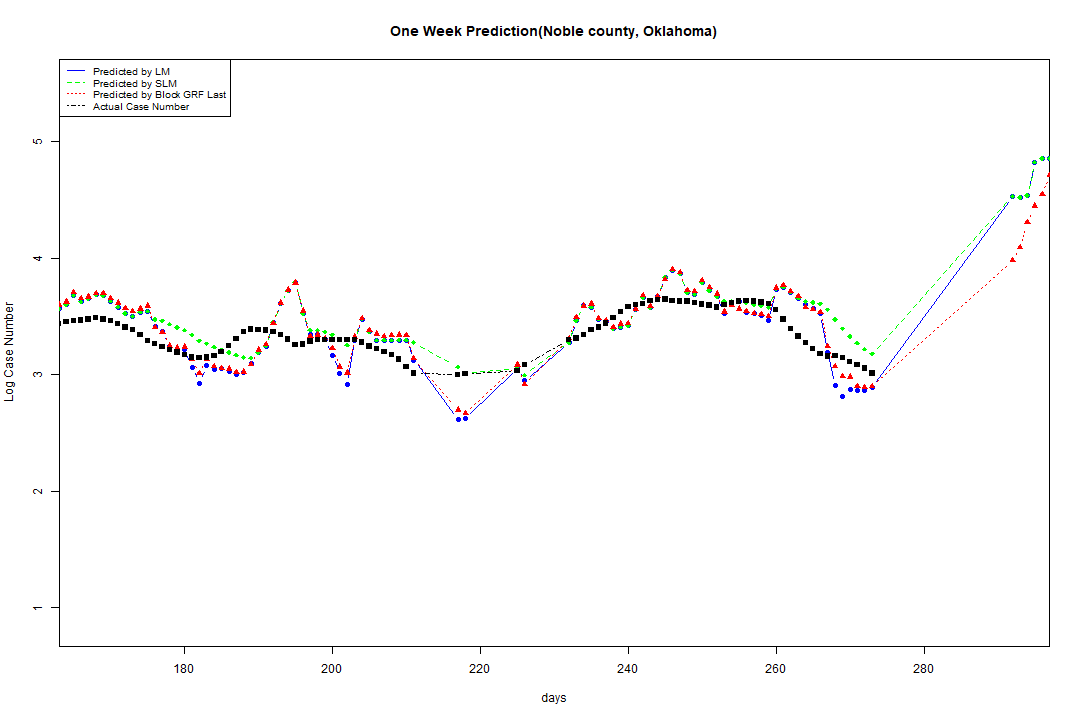 One Week Prediction(Noble county, Oklahoma)
Predicted by LM
Predicted by SLM
Predicted by Block GRF Last
Actual Case Number
5
4
3
2
1
Log Case Number
180 200 220 240 260 280
days